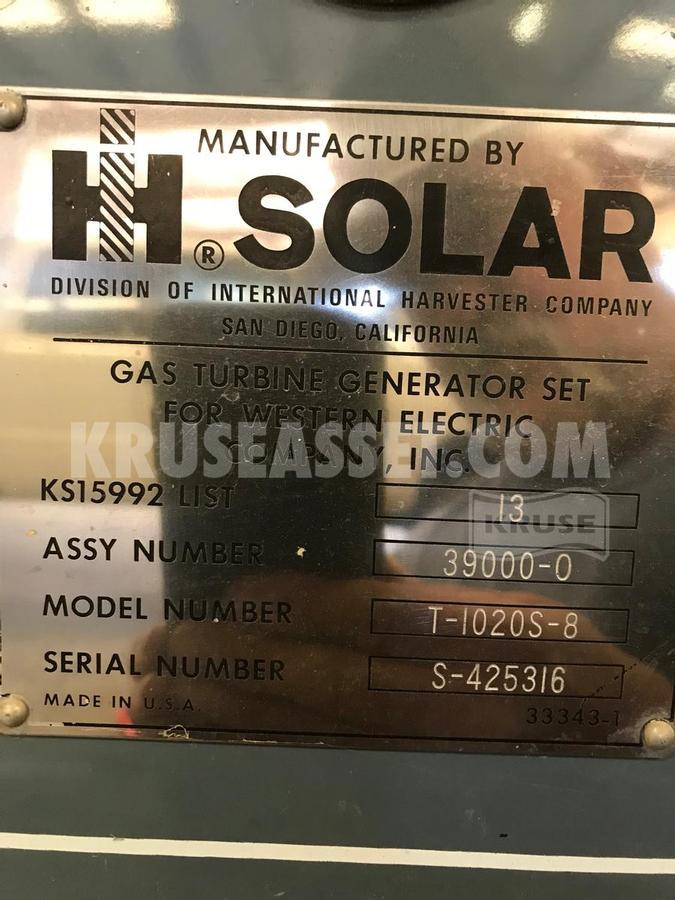 MANUFACTURED BY
IH® SOLAR
DIVISION OF INTERNATIONAL HARVESTER COMPANY
SAN DIEGO, CALIFORNIA
GAS TURBINE GENERATOR SET
FOR WESTERN ELECTRIC
COMPANY, INC.
KRUSEASSET.COM
KS15992 LIST 13
KRUSE
ASSY NUMBER 39000-0
MODEL NUMBER T-1020S-8
SERIAL NUMBER S-425316
MADE IN U.S.A.
33343-1